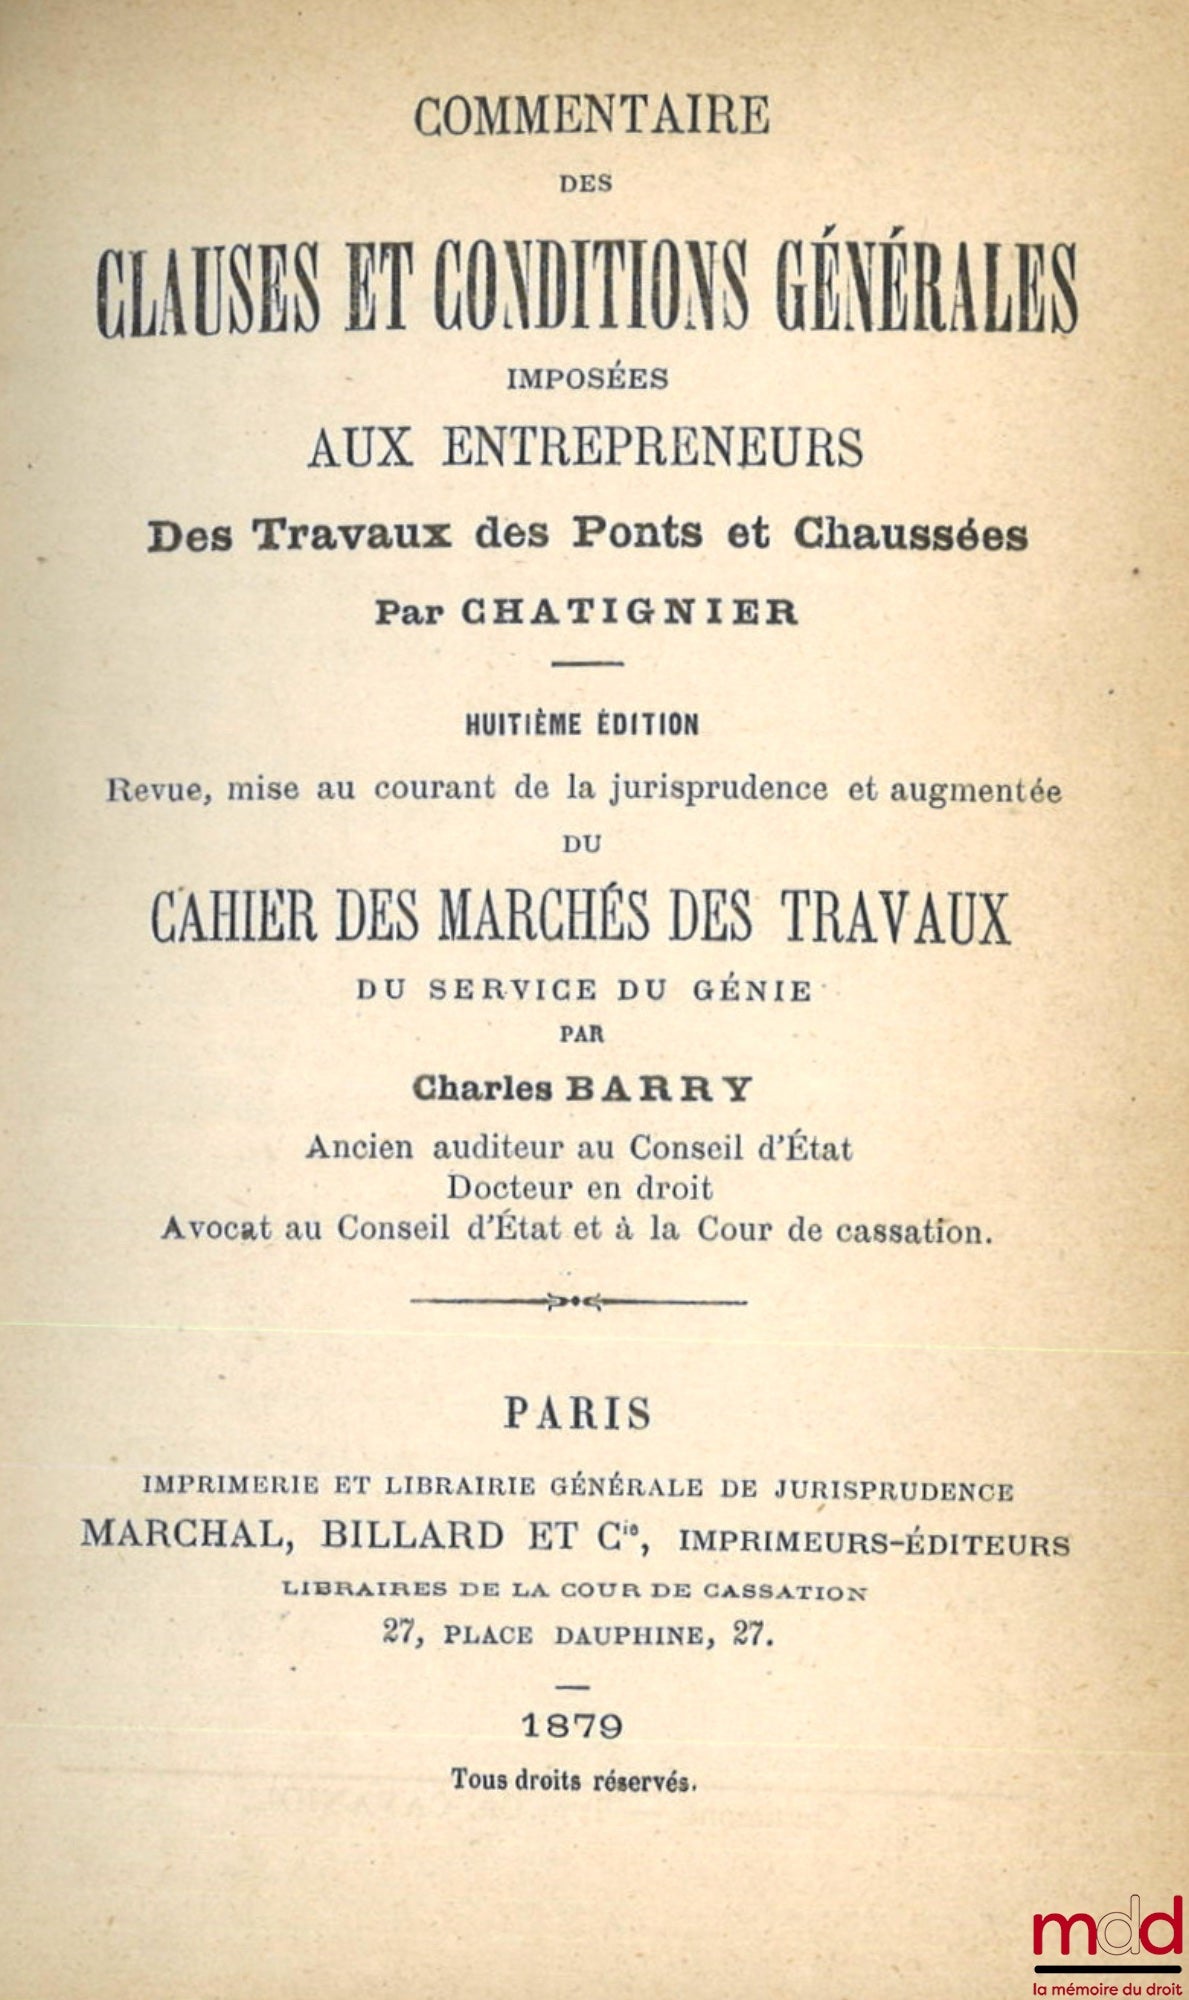 COMMENTAIRE
DES
CLAUSES ET CONDITIONS GÉNÉRALES
IMPOSÉES
AUX ENTREPRENEURS
Des Travaux des Ponts et Chaussées
Par CHATIGNIER
HUITIÈME ÉDITION
Revue, mise au courant de la jurisprudence et augmentée
DU
CAHIER DES MARCHÉS DES TRAVAUX
DU SERVICE DU GÉNIE
PAR
Charles BARRY
Ancien auditeur au Conseil d'État
Docteur en droit
Avocat au Conseil d'État et à la Cour de cassation.
PARIS
IMPRIMERIE ET LIBRAIRIE GÉNÉRALE DE JURISPRUDENCE
MARCHAL, BILLARD ET Cie, IMPRIMEURS-ÉDITEURS
LIBRAIRES DE LA COUR DE CASSATION
27, PLACE DAUPHINE, 27.
1879
Tous droits réservés.
mdd
la mémoire du droit